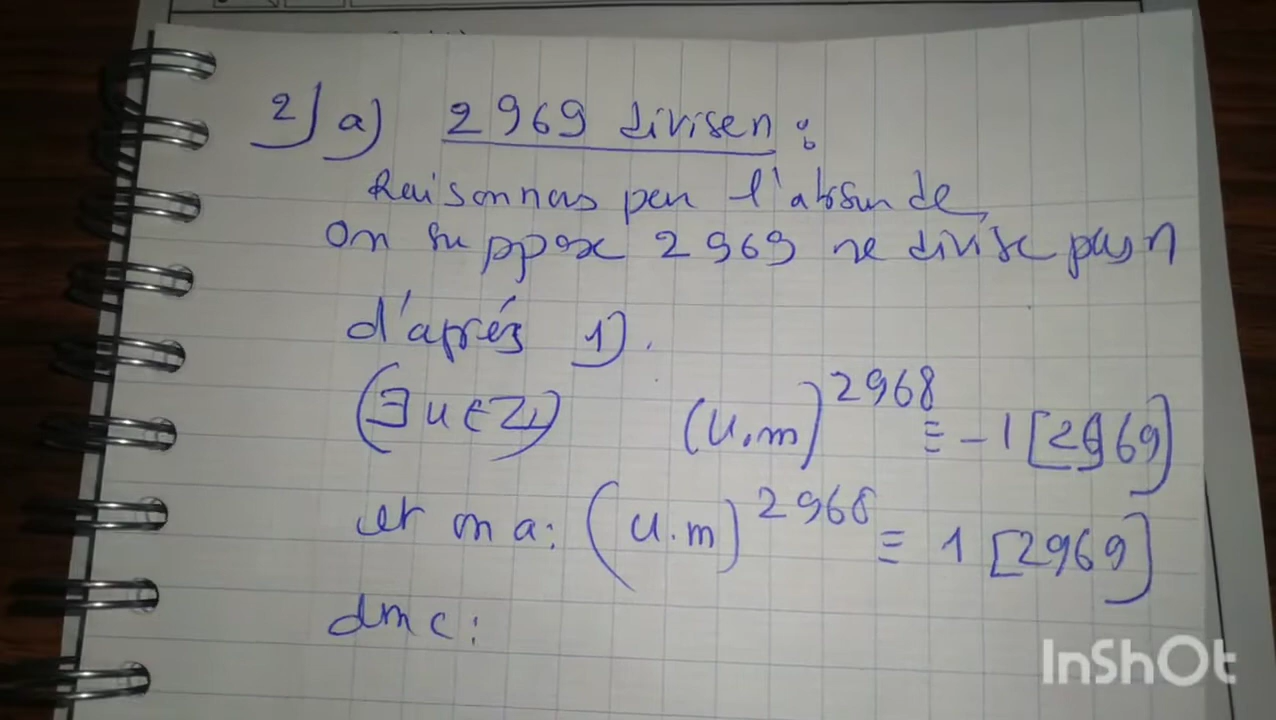 2) a) 2969 divise n :
Raisonnons par l'absurde
On suppose 2969 ne divise pas n
d'aprés 1).
(∃ u ∈ ℤ) (u.m)^2968 ≡ -1 [2969]
et on a : (u.m)^2968 ≡ 1 [2969]
donc :
InShOt